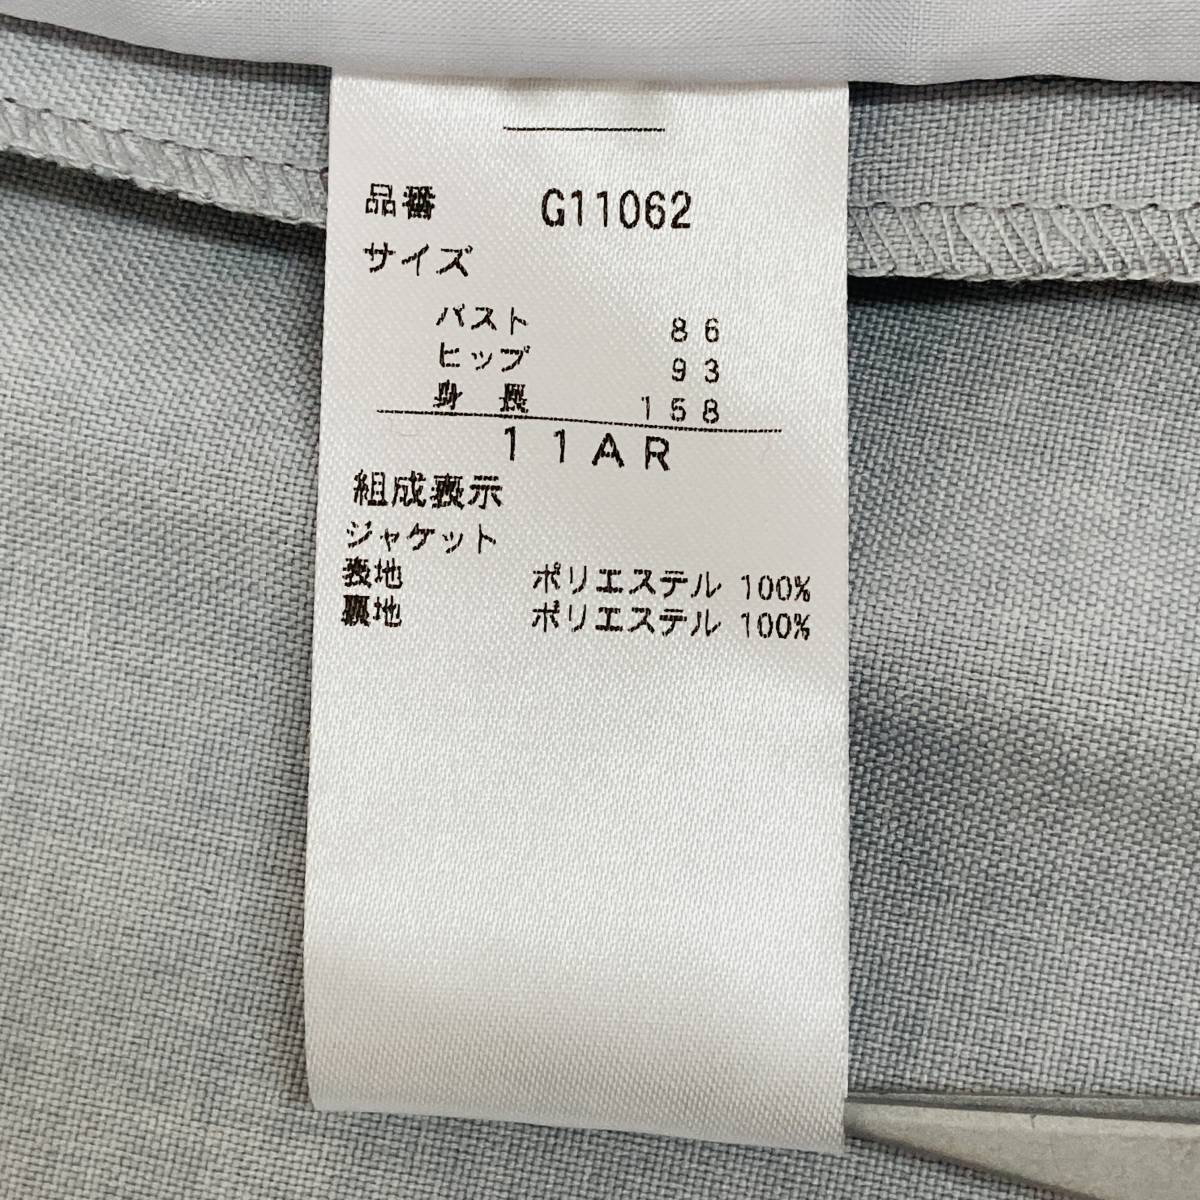 品番 G11062
サイズ
バスト 86
ヒップ 93
身長 158
11AR
組成表示
ジャケット
表地 ポリエステル 100%
裏地 ポリエステル 100%